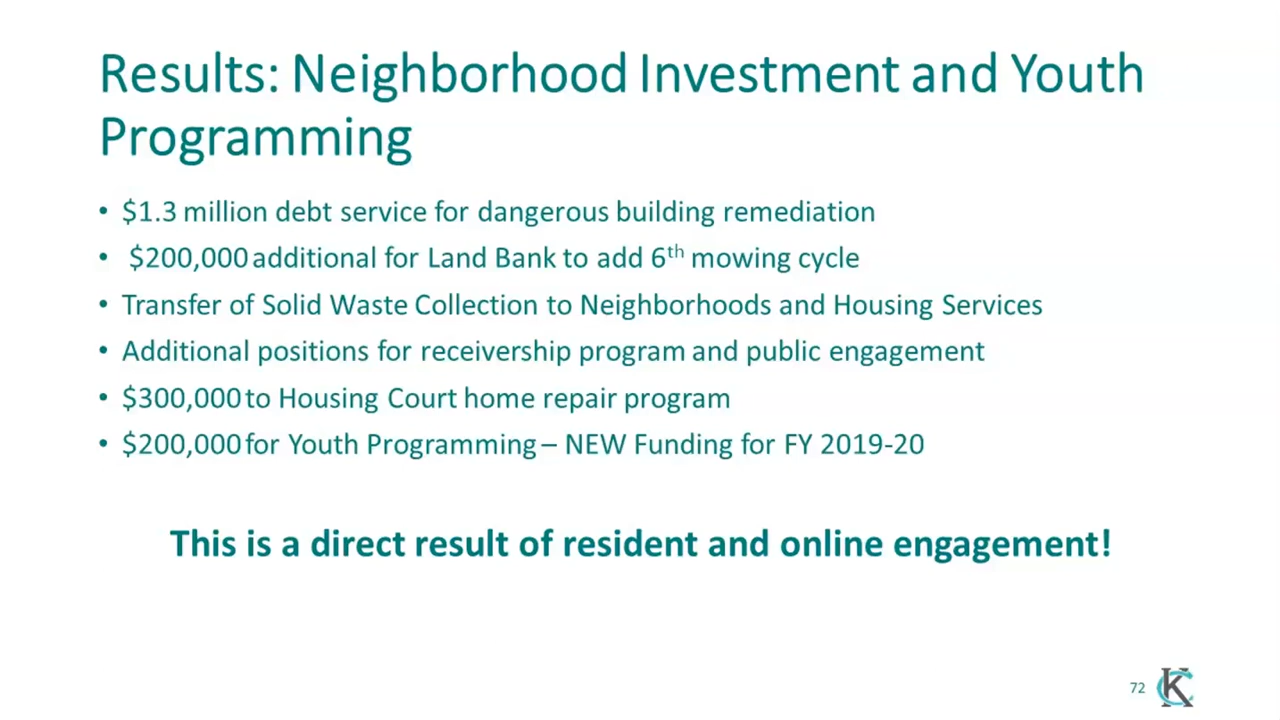 Results: Neighborhood Investment and Youth
Programming
• $1.3 million debt service for dangerous building remediation
• $200,000 additional for Land Bank to add 6th mowing cycle
• Transfer of Solid Waste Collection to Neighborhoods and Housing Services
• Additional positions for receivership program and public engagement
• $300,000 to Housing Court home repair program
• $200,000 for Youth Programming – NEW Funding for FY 2019-20
This is a direct result of resident and online engagement!
72
KC